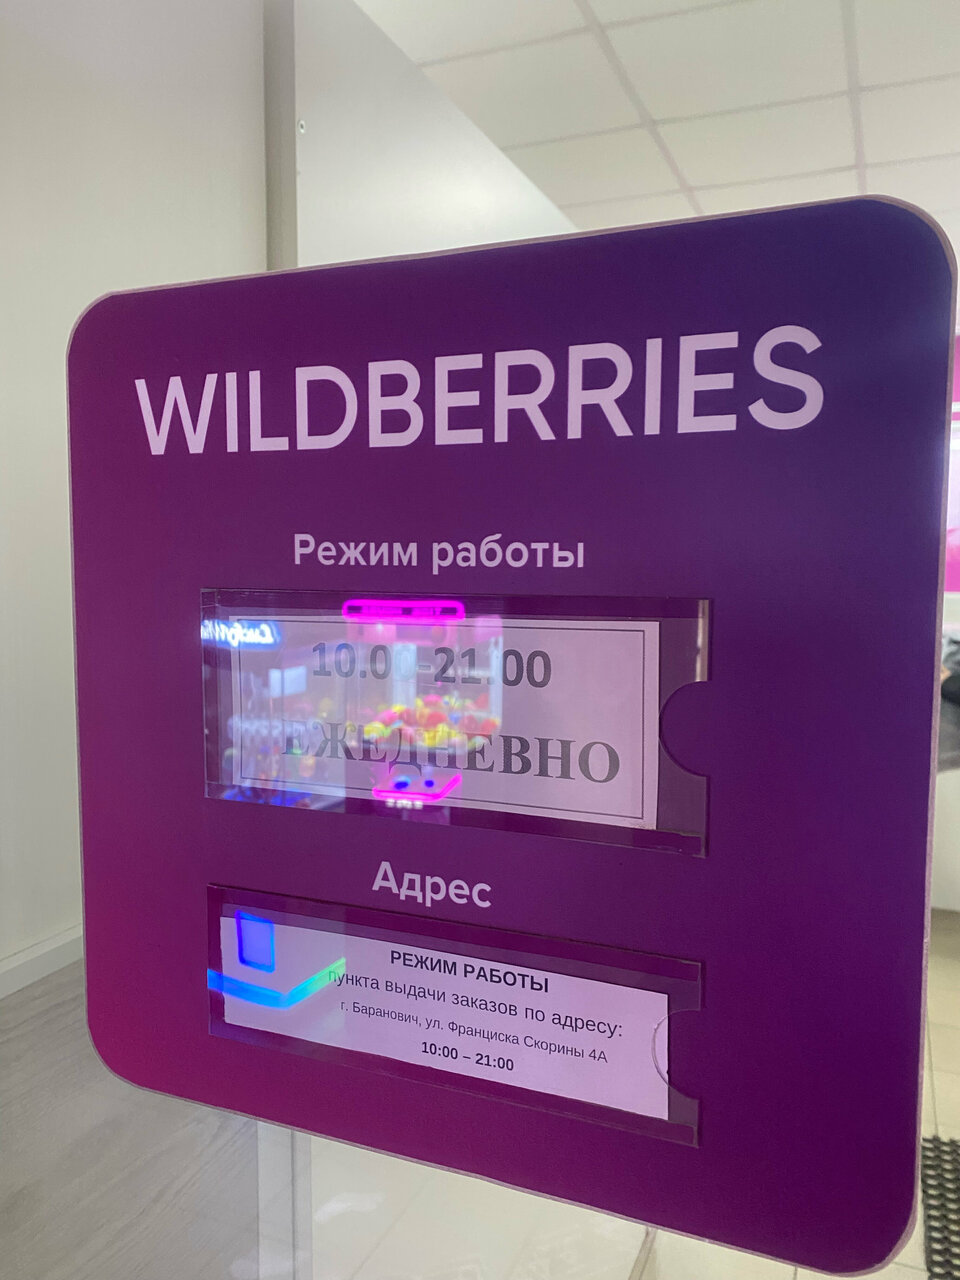 WILDBERRIES
Режим работы
10.00-21.00
ЕЖЕДНЕВНО
Адрес
РЕЖИМ РАБОТЫ
пункта выдачи заказов по адресу:
г. Баранович, ул. Франциска Скорины 4А
10:00 – 21:00